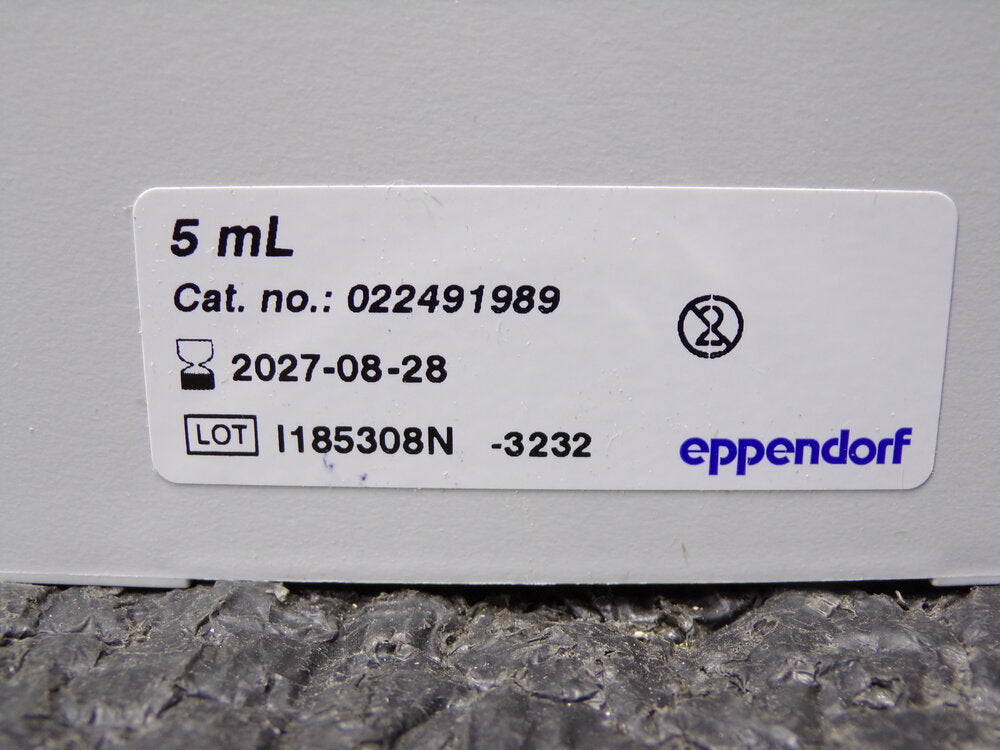 5 mL
Cat. no.: 022491989
2027-08-28
LOT I185308N -3232
eppendorf